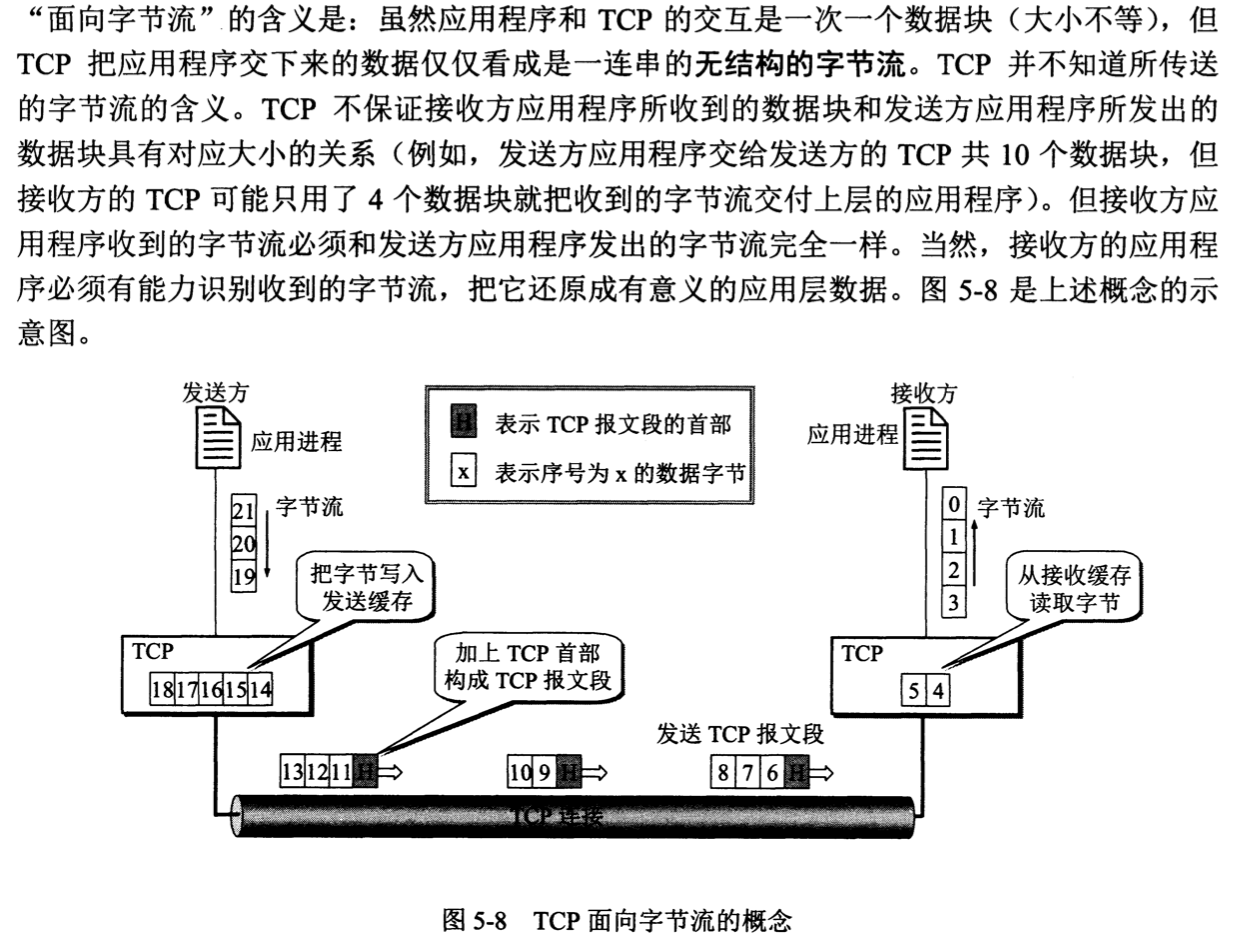 “面向字节流”的含义是：虽然应用程序和 TCP 的交互是一次一个数据块（大小不等），但
TCP 把应用程序交下来的数据仅仅看成是一连串的无结构的字节流。TCP 并不知道所传送
的字节流的含义。TCP 不保证接收方应用程序所收到的数据块和发送方应用程序所发出的
数据块具有对应大小的关系（例如，发送方应用程序交给发送方的 TCP 共 10 个数据块，但
接收方的 TCP 可能只用了 4 个数据块就把收到的字节流交付上层的应用程序）。但接收方应
用程序收到的字节流必须和发送方应用程序发出的字节流完全一样。当然，接收方的应用程
序必须有能力识别收到的字节流，把它还原成有意义的应用层数据。图 5-8 是上述概念的示
意图。
发送方
应用进程
H 表示 TCP 报文段的首部
x 表示序号为 x 的数据字节
接收方
应用进程
21
20
19
字节流
0
1
2
3
字节流
把字节写入
发送缓存
从接收缓存
读取字节
TCP
18 17 16 15 14
加上 TCP 首部
构成 TCP 报文段
TCP
5 4
发送 TCP 报文段
13 12 11 H
10 9 H
8 7 6 H
TCP 连接
图 5-8 TCP 面向字节流的概念